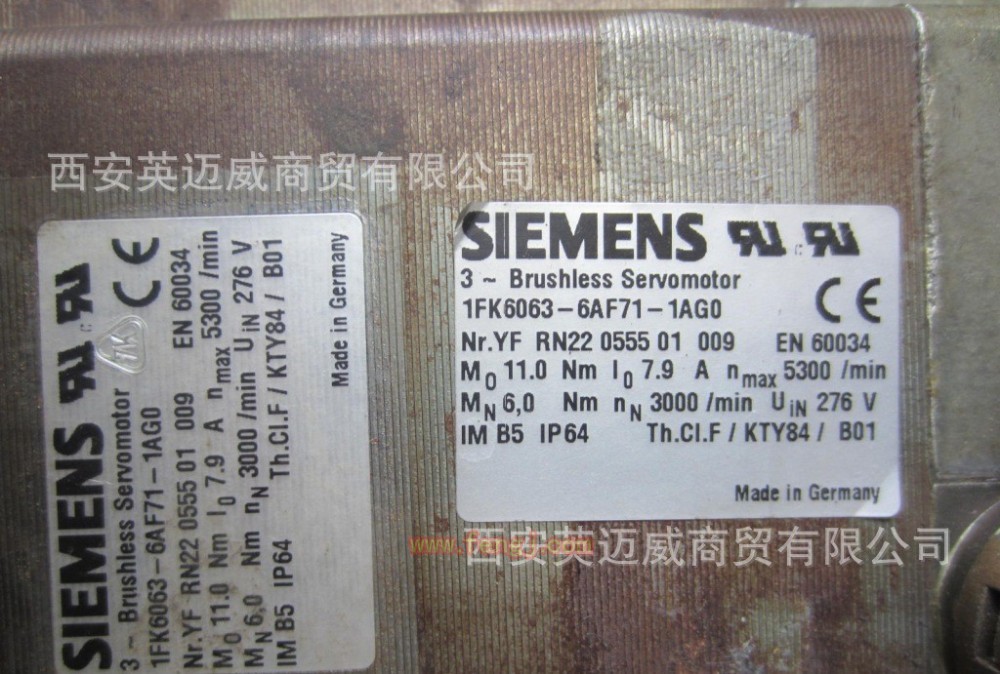 西安英迈威商贸有限公司
SIEMENS
3 ~ Brushless Servomotor
1FK6063-6AF71-1AG0
Nr.YF RN22 0555 01 009 EN 60034
M0 11.0 Nm I0 7.9 A nmax 5300 /min
MN 6,0 Nm nN 3000 /min UiN 276 V
IM B5 IP64 Th.Cl.F / KTY84 / B01
Made in Germany
SIEMENS
3 ~ Brushless Servomotor
1FK6063-6AF71-1AG0
Nr.YF RN22 0555 01 009 EN 60034
M0 11.0 Nm I0 7.9 A nmax 5300 /min
MN 6,0 Nm nN 3000 /min UiN 276 V
IM B5 IP64 Th.Cl.F / KTY84 / B01
Made in Germany
西安英迈威商贸有限公司